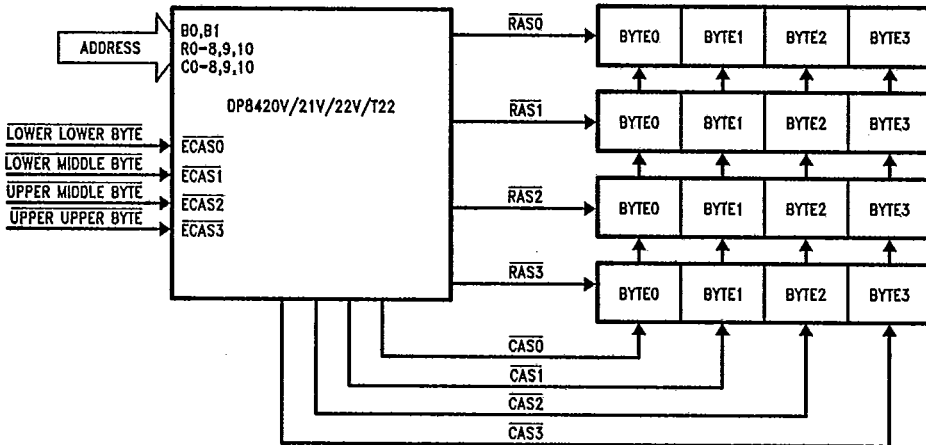 ADDRESS
B0,B1
R0-8,9,10
C0-8,9,10
DP8420V/21V/22V/T22
LOWER LOWER BYTE
ECAS0
LOWER MIDDLE BYTE
ECAS1
UPPER MIDDLE BYTE
ECAS2
UPPER UPPER BYTE
ECAS3
RAS0
BYTE0 BYTE1 BYTE2 BYTE3
RAS1
BYTE0 BYTE1 BYTE2 BYTE3
RAS2
BYTE0 BYTE1 BYTE2 BYTE3
RAS3
BYTE0 BYTE1 BYTE2 BYTE3
CAS0
CAS1
CAS2
CAS3